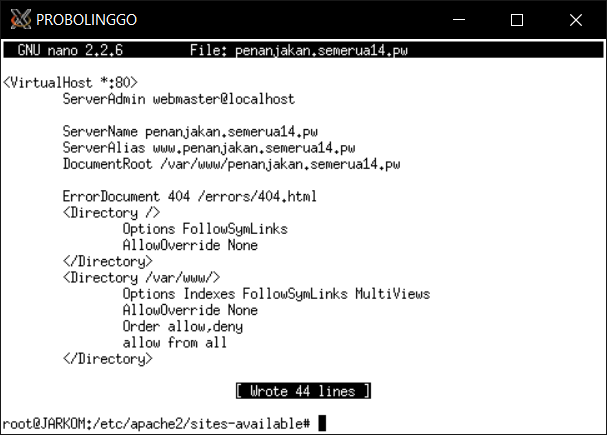 PROBOLINGGO
GNU nano 2.2.6 File: penanjakan.semerua14.pw
<VirtualHost *:80>
ServerAdmin webmaster@localhost
ServerName penanjakan.semerua14.pw
ServerAlias www.penanjakan.semerua14.pw
DocumentRoot /var/www/penanjakan.semerua14.pw
ErrorDocument 404 /errors/404.html
<Directory />
Options FollowSymLinks
AllowOverride None
</Directory>
<Directory /var/www/>
Options Indexes FollowSymLinks MultiViews
AllowOverride None
Order allow,deny
allow from all
</Directory>
[ Wrote 44 lines ]
root@JARKOM:/etc/apache2/sites-available#